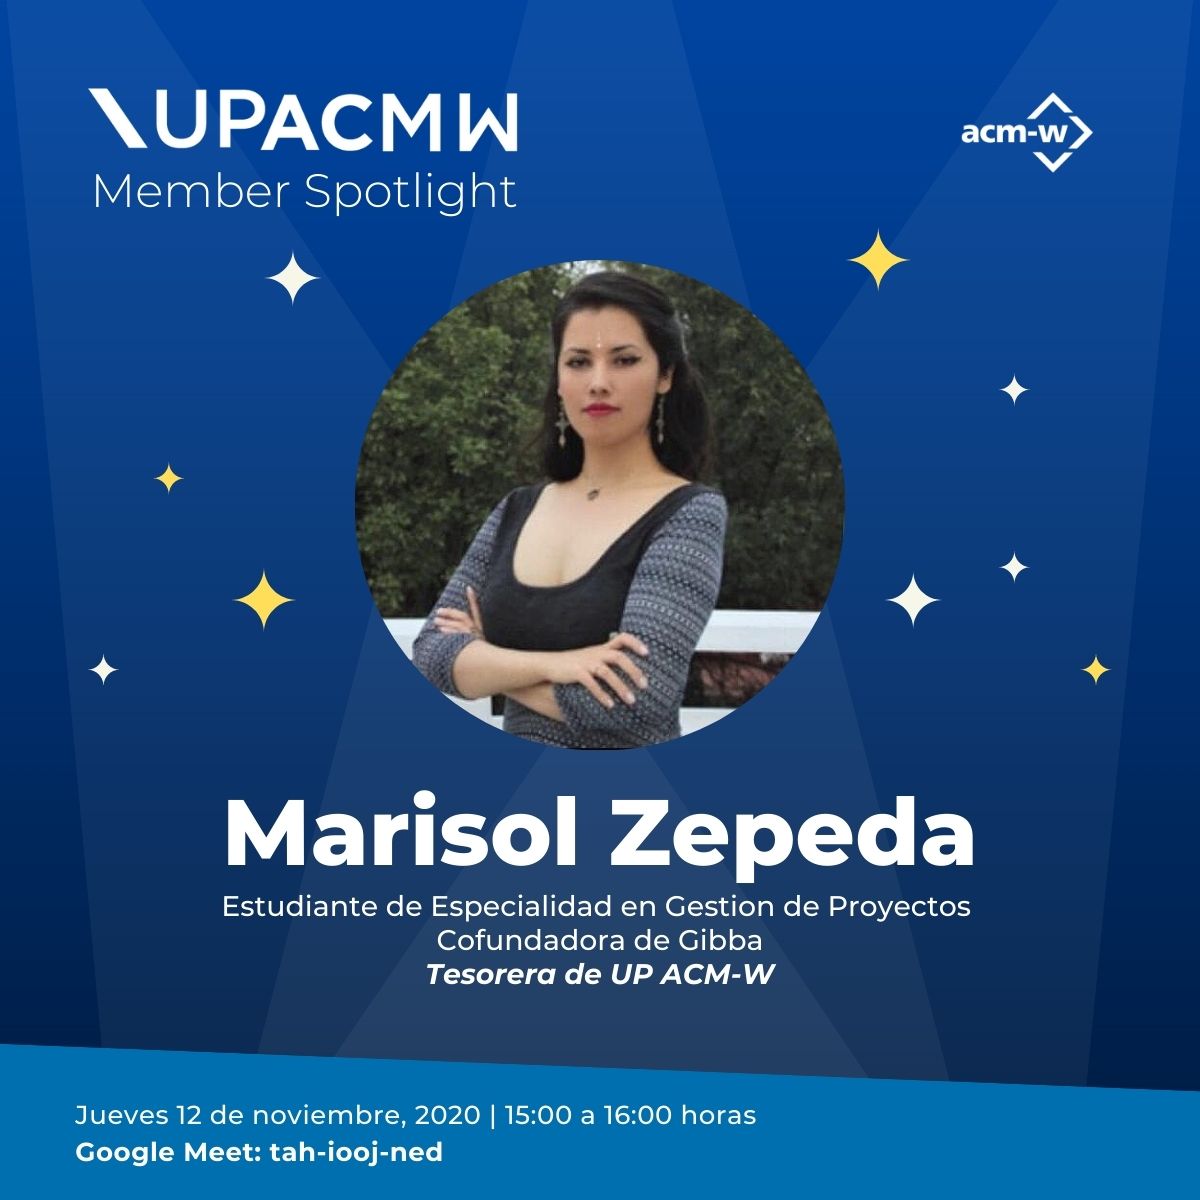 UPACMW
acm-w
Member Spotlight
Marisol Zepeda
Estudiante de Especialidad en Gestion de Proyectos
Cofundadora de Gibba
Tesorera de UP ACM-W
Jueves 12 de noviembre, 2020 | 15:00 a 16:00 horas
Google Meet: tah-iooj-ned